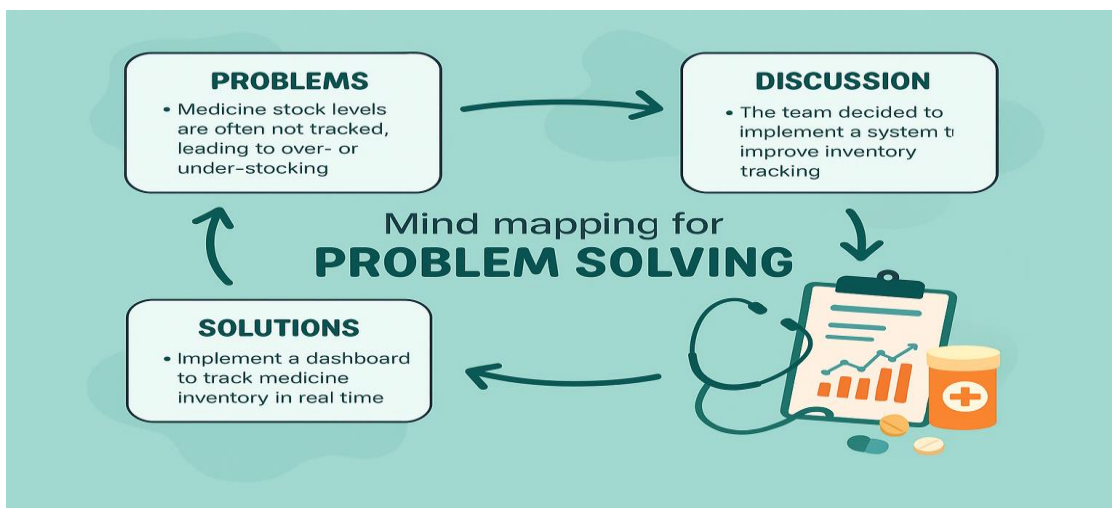 PROBLEMS
• Medicine stock levels
are often not tracked,
leading to over- or
under-stocking
DISCUSSION
• The team decided to
implement a system t
improve inventory
tracking
Mind mapping for
PROBLEM SOLVING
SOLUTIONS
• Implement a dashboard
to track medicine
inventory in real time